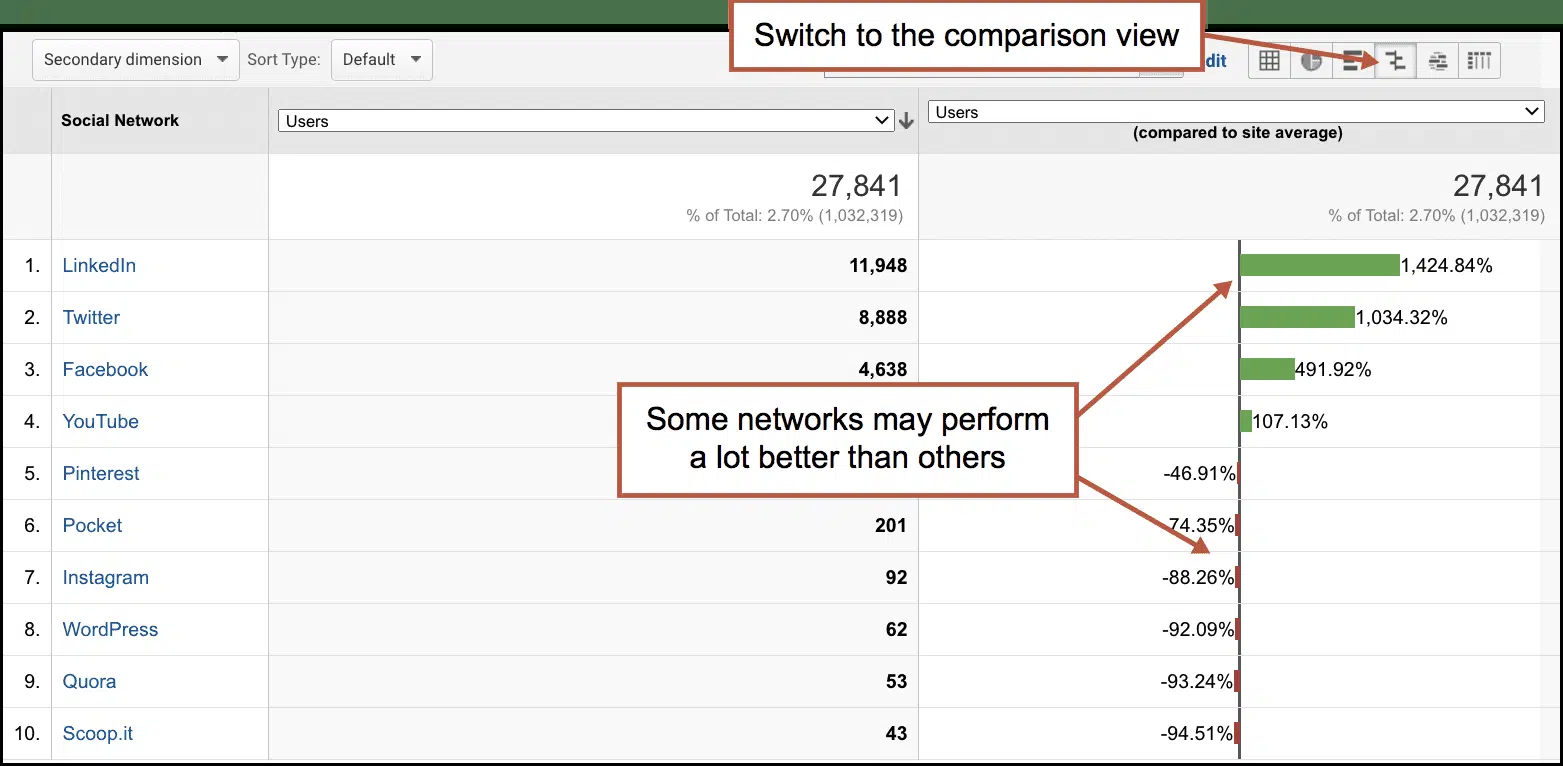 Switch to the comparison view
Secondary dimension Sort Type: Default dit
Social Network Users Users
(compared to site average)
27,841 27,841
% of Total: 2.70% (1,032,319) % of Total: 2.70% (1,032,319)
1. LinkedIn 11,948 1,424.84%
2. Twitter 8,888 1,034.32%
3. Facebook 4,638 491.92%
Some networks may perform
a lot better than others
4. YouTube 107.13%
5. Pinterest -46.91%
6. Pocket 201 74.35%
7. Instagram 92 -88.26%
8. WordPress 62 -92.09%
9. Quora 53 -93.24%
10. Scoop.it 43 -94.51%